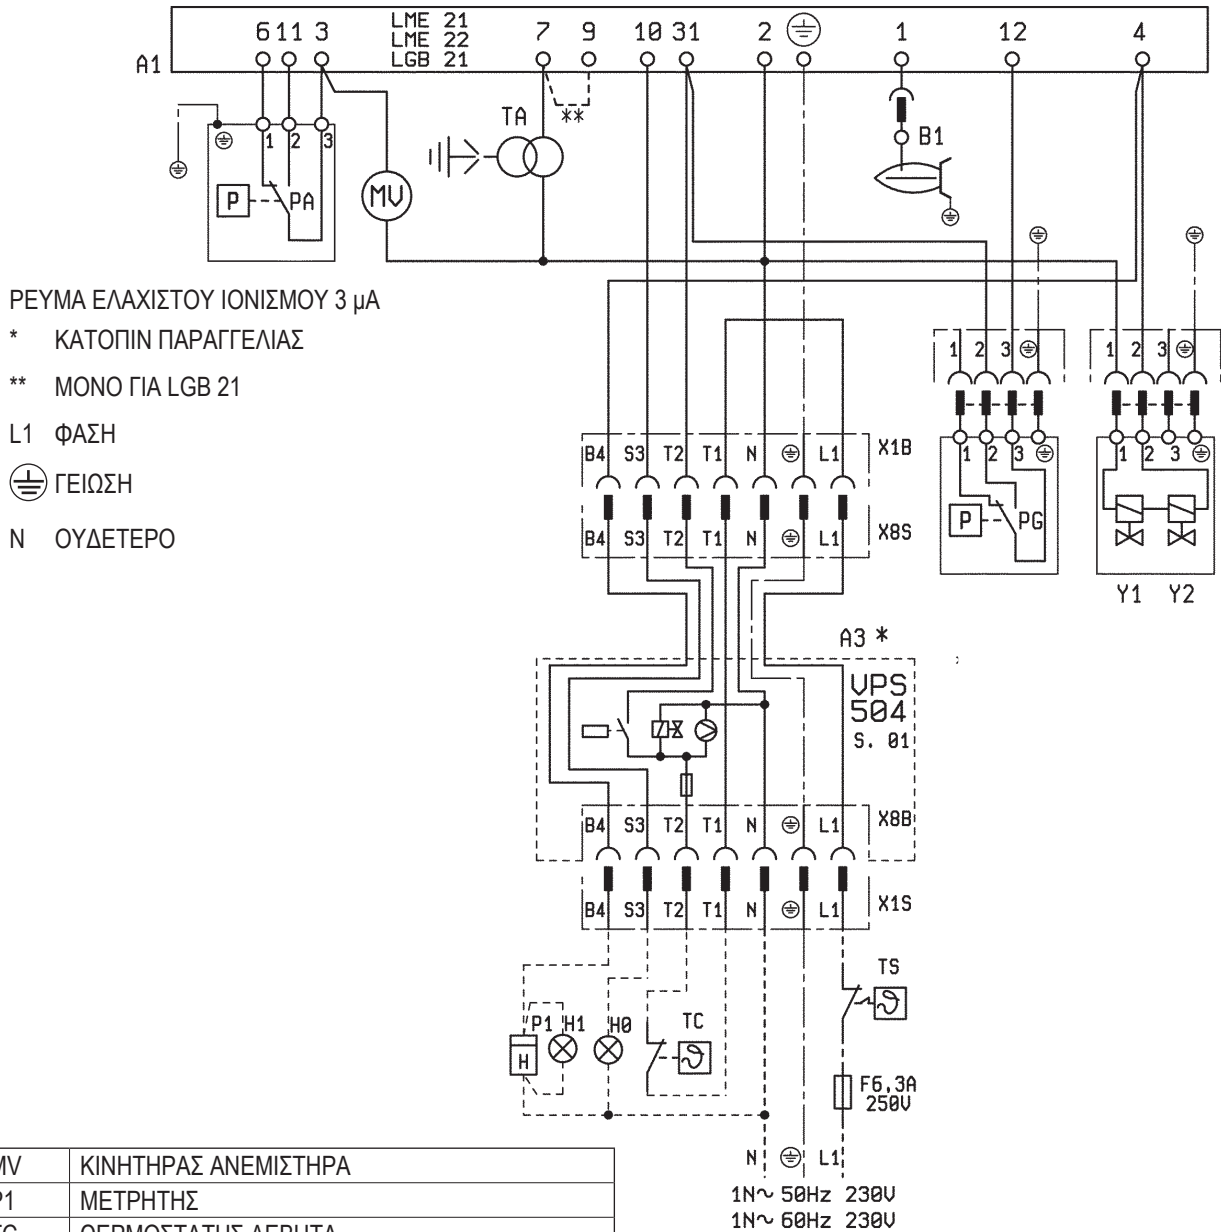 6 11 3 LME 21 7 9 10 31 2 1 12 4
LME 22
LGB 21
A1
TA
**
B1
1 2 3
P PA
MV
ΡΕΥΜΑ ΕΛΑΧΙΣΤΟΥ ΙΟΝΙΣΜΟΥ 3 µA
* ΚΑΤΟΠΙΝ ΠΑΡΑΓΓΕΛΙΑΣ
** ΜΟΝΟ ΓΙΑ LGB 21
L1 ΦΑΣΗ
ΓΕΙΩΣΗ
N ΟΥΔΕΤΕΡΟ
1 2 3
1 2 3
B4 S3 T2 T1 N L1 X1B
B4 S3 T2 T1 N L1 X8S
1 2 3
P PG
1 2 3
Y1 Y2
A3 *
VPS
504
S. 01
B4 S3 T2 T1 N L1 X8B
B4 S3 T2 T1 N L1 X1S
TS
P1 H1 H0 TC
H
F6,3A
250V
N L1
1N~ 50Hz 230V
1N~ 60Hz 230V
MV ΚΙΝΗΤΗΡΑΣ ΑΝΕΜΙΣΤΗΡΑ
P1 ΜΕΤΡΗΤΗΣ